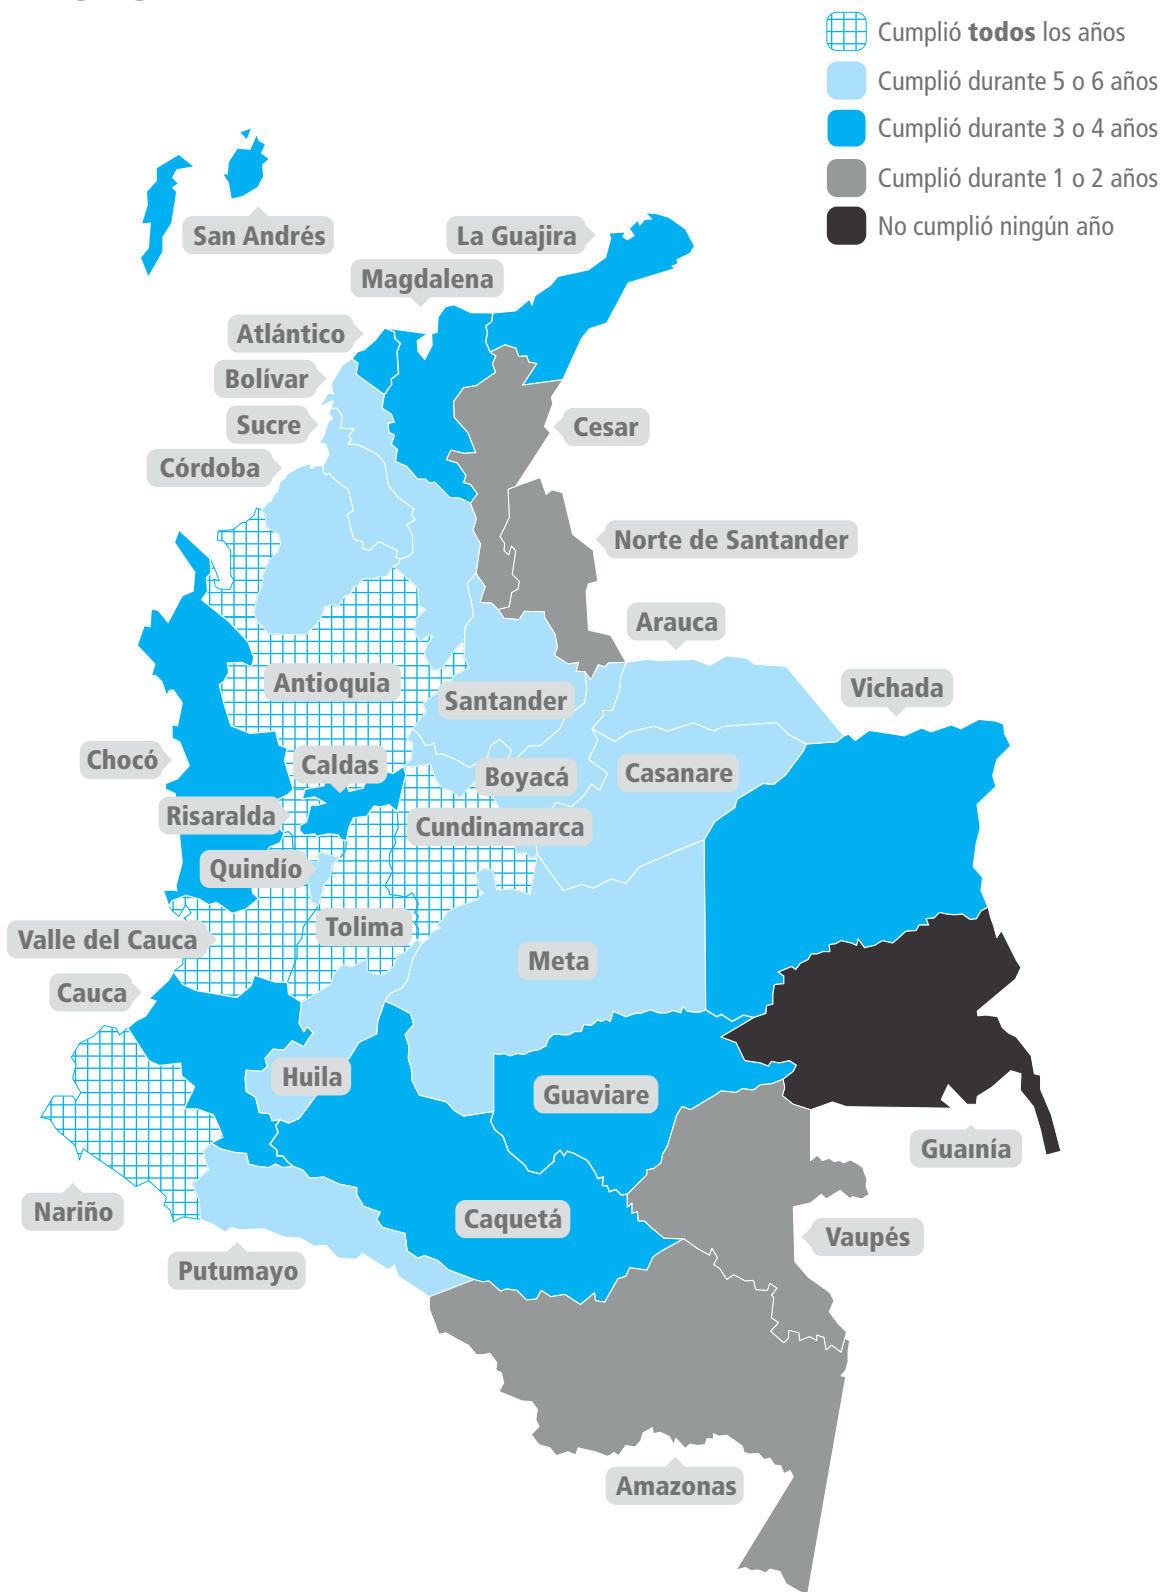 Cumplió todos los años
Cumplió durante 5 o 6 años
Cumplió durante 3 o 4 años
Cumplió durante 1 o 2 años
No cumplió ningún año
San Andrés
La Guajira
Magdalena
Atlántico
Bolívar
Sucre
Cesar
Córdoba
Norte de Santander
Arauca
Antioquia
Santander
Vichada
Chocó
Caldas
Boyacá
Casanare
Risaralda
Cundinamarca
Quindío
Tolima
Valle del Cauca
Meta
Cauca
Huila
Guaviare
Guaınía
Nariño
Caquetá
Vaupés
Putumayo
Amazonas